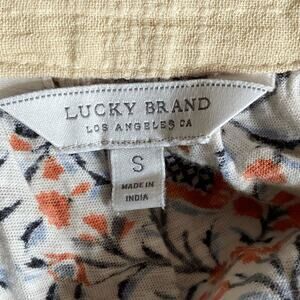 LUCKY BRAND
LOS ANGELES CA
S
MADE IN
INDIA